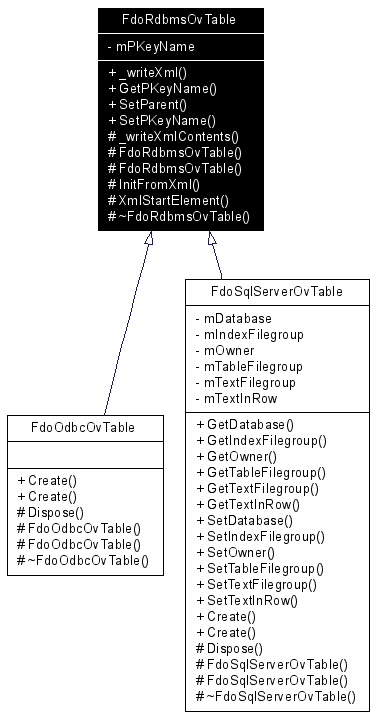 FdoRdbmsOvTable
- mPKeyName
+ _writeXml()
+ GetPKeyName()
+ SetParent()
+ SetPKeyName()
# _writeXmlContents()
# FdoRdbmsOvTable()
# FdoRdbmsOvTable()
# InitFromXml()
# XmlStartElement()
# ~FdoRdbmsOvTable()
FdoOdbcOvTable
+ Create()
+ Create()
# Dispose()
# FdoOdbcOvTable()
# FdoOdbcOvTable()
# ~FdoOdbcOvTable()
FdoSqlServerOvTable
- mDatabase
- mIndexFilegroup
- mOwner
- mTableFilegroup
- mTextFilegroup
- mTextInRow
+ GetDatabase()
+ GetIndexFilegroup()
+ GetOwner()
+ GetTableFilegroup()
+ GetTextFilegroup()
+ GetTextInRow()
+ SetDatabase()
+ SetIndexFilegroup()
+ SetOwner()
+ SetTableFilegroup()
+ SetTextFilegroup()
+ SetTextInRow()
+ Create()
+ Create()
# Dispose()
# FdoSqlServerOvTable()
# FdoSqlServerOvTable()
# ~FdoSqlServerOvTable()